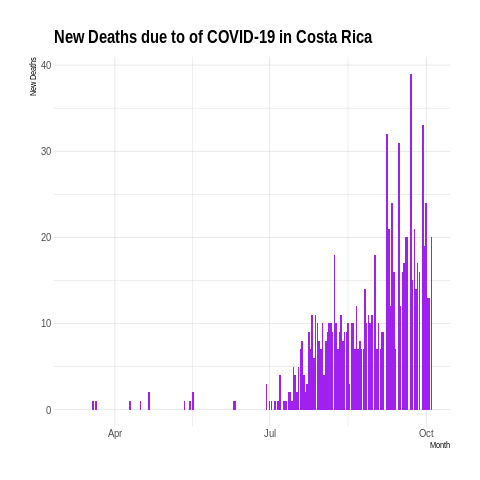 New Deaths due to of COVID-19 in Costa Rica
New Deaths
40
30
20
10
0
Apr
Jul
Oct
Month